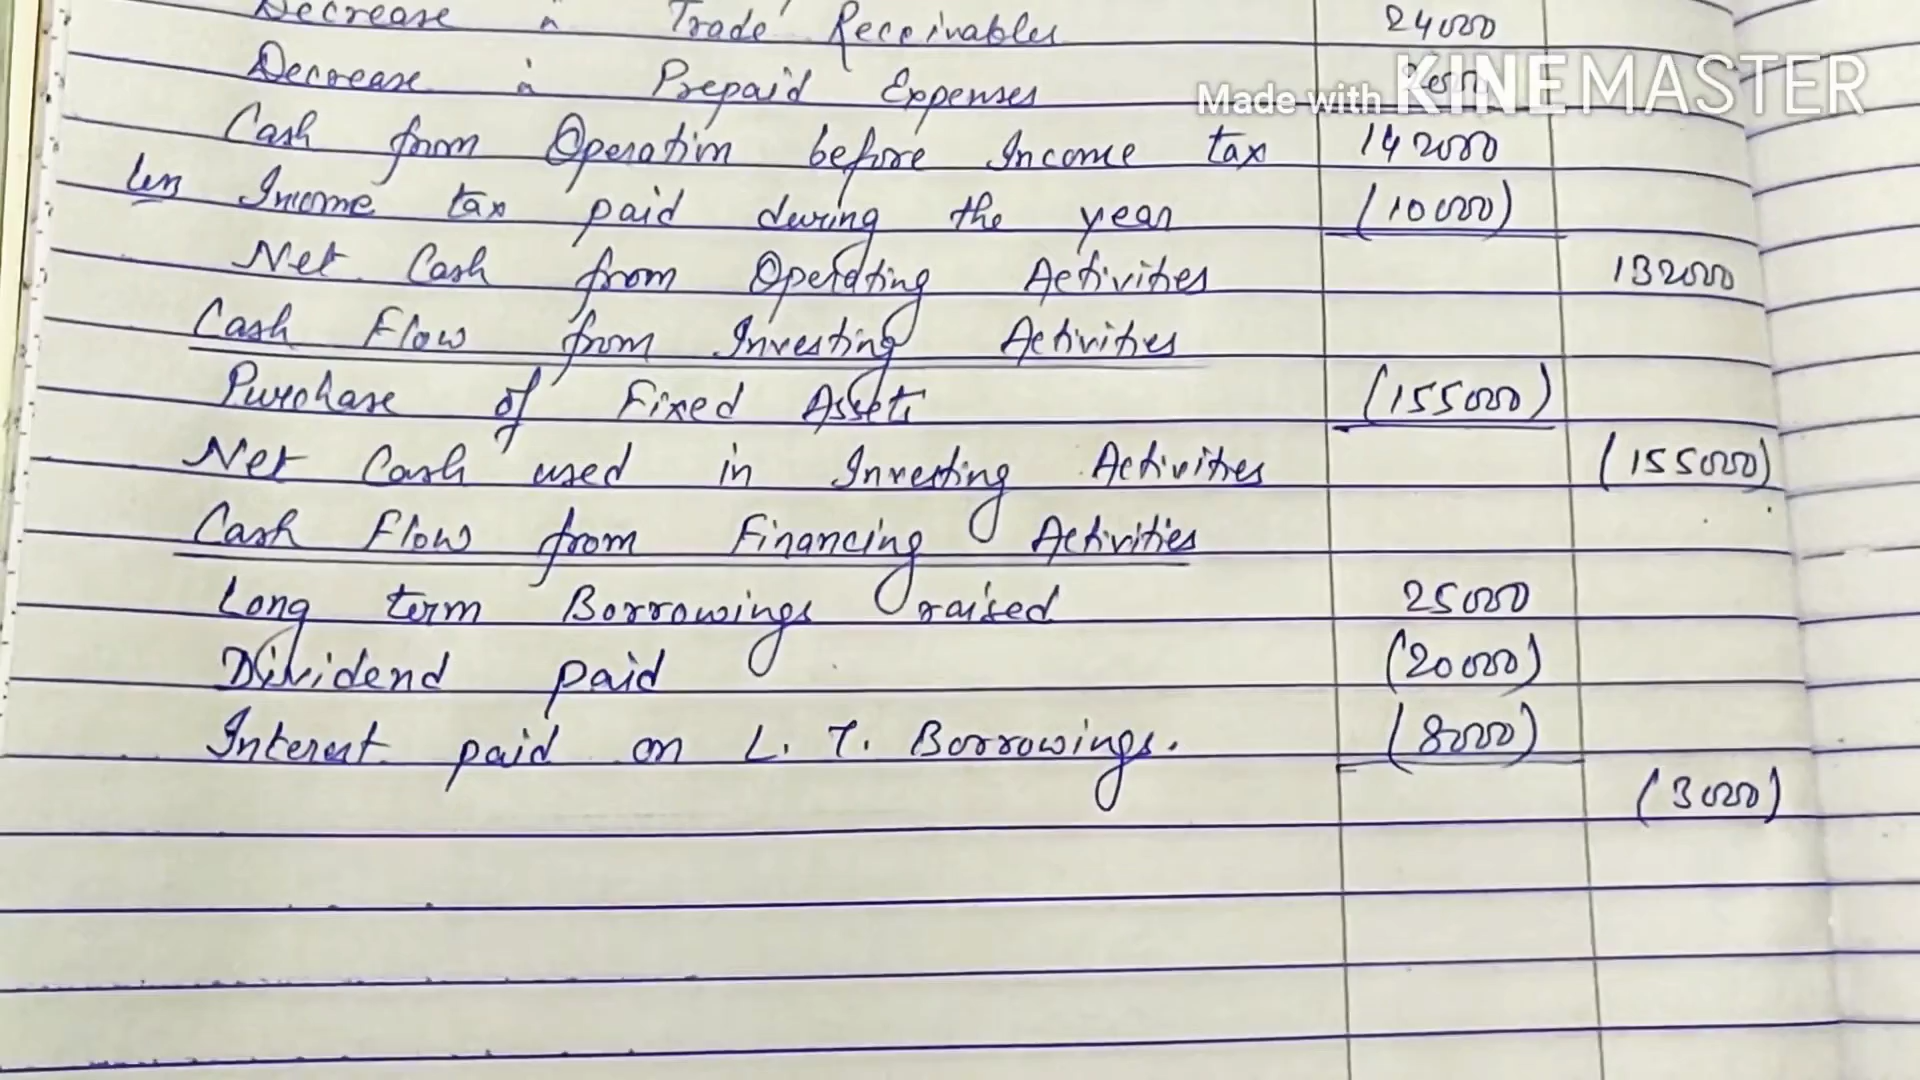 Decrease in Trade Receivables 24000
Decrease in Prepaid Expenses
Made with KINEMASTER
Cash from Operation before Income tax 142000
less Income tax paid during the year (10000)
Net Cash from Operating Activities 132000
Cash Flow from Investing Activities
Purchase of Fixed Assets (155000)
Net Cash used in Investing Activities (155000)
Cash Flow from Financing Activities
Long term Borrowings raised 25000
Dividend paid (20000)
Interest paid on L. T. Borrowings. (8000)
(3000)